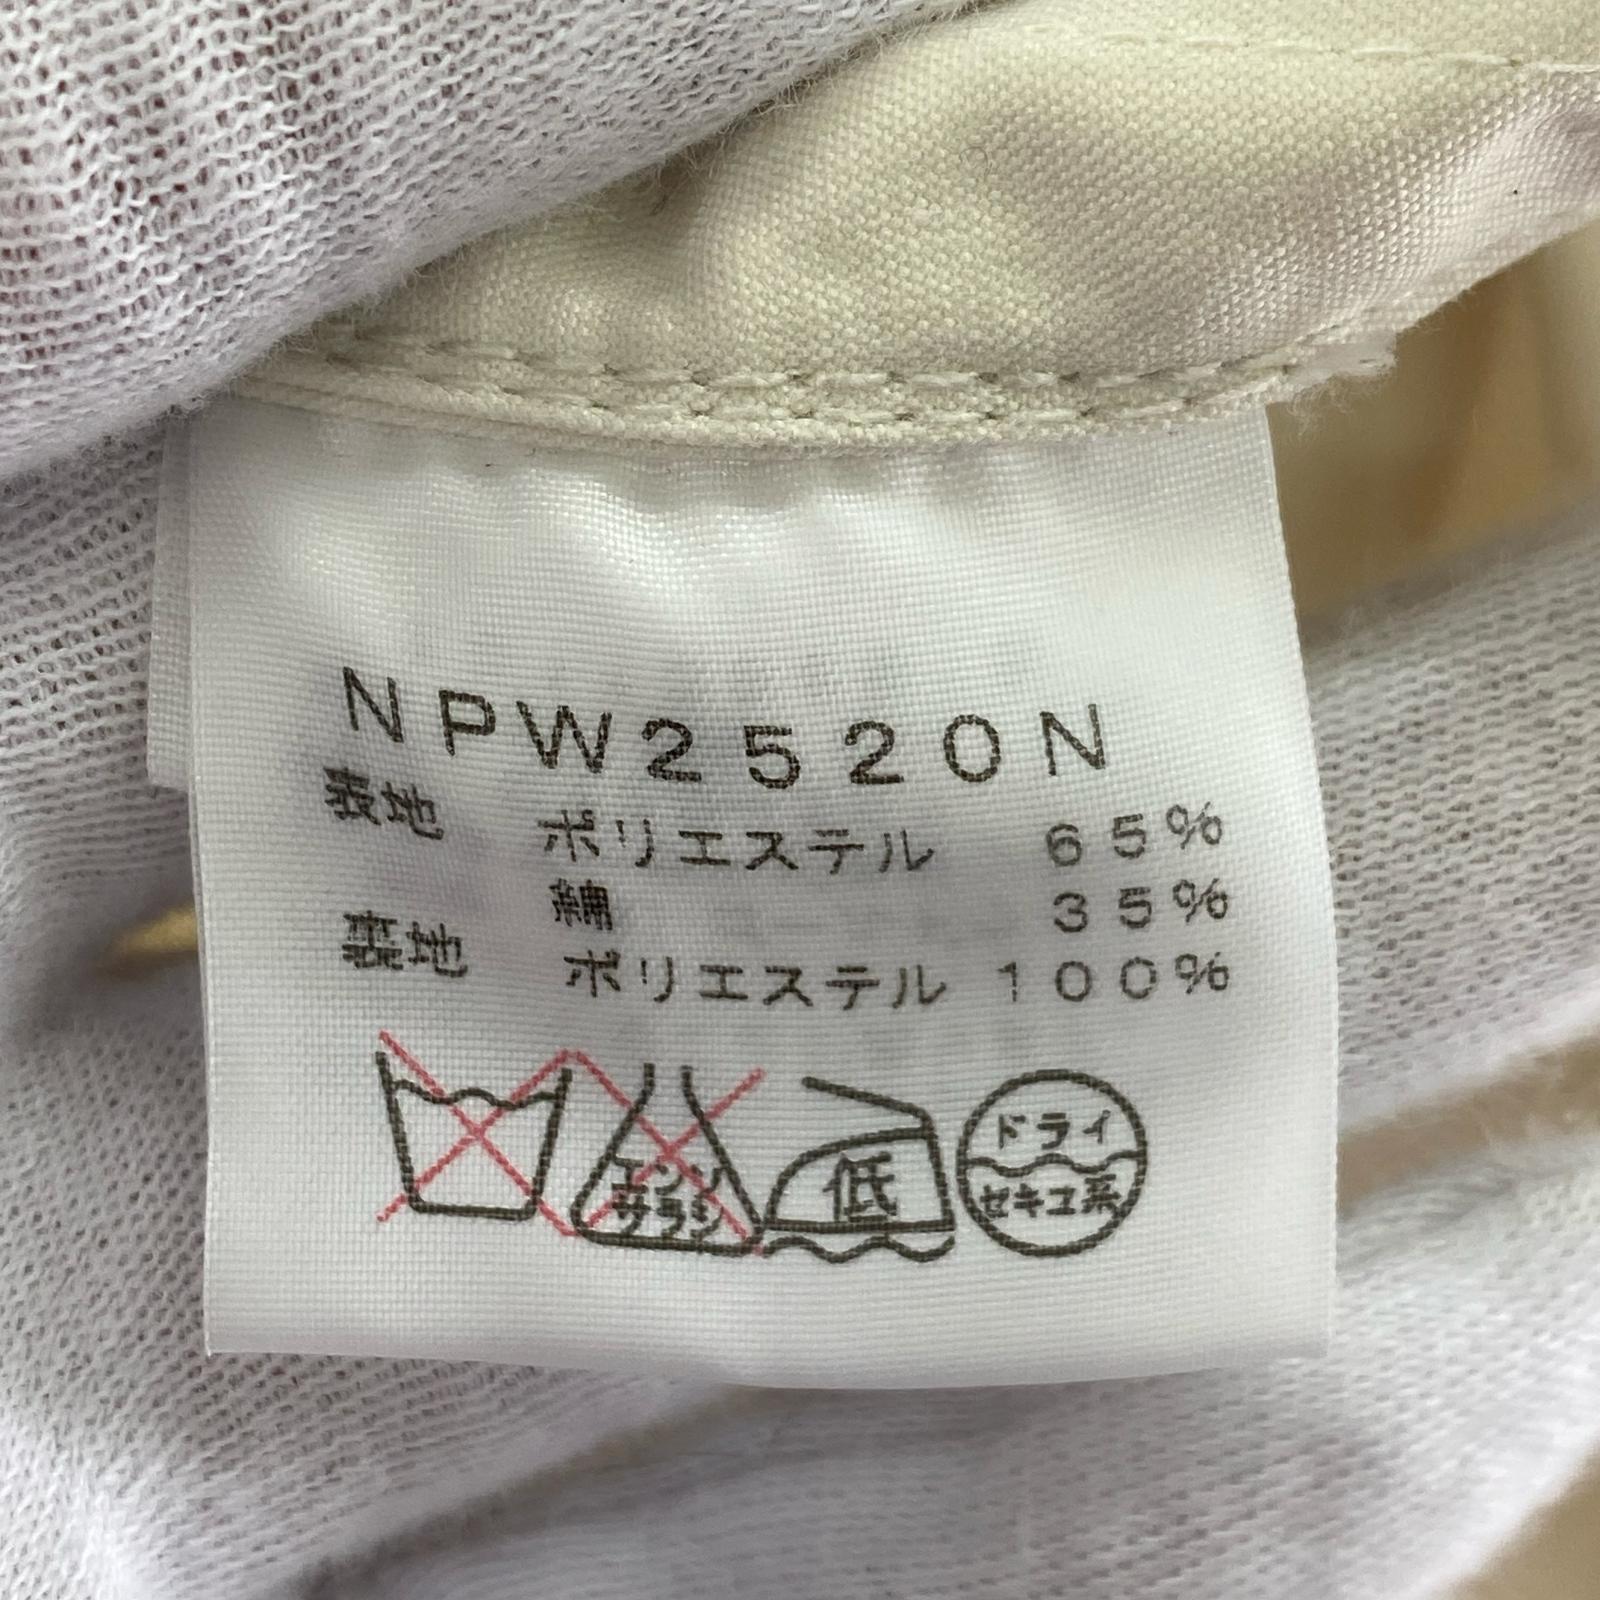 NPW2520N
表地 ポリエステル 65%
綿 35%
裏地 ポリエステル 100%
エンソ
サラシ
低
ドライ
セキユ系